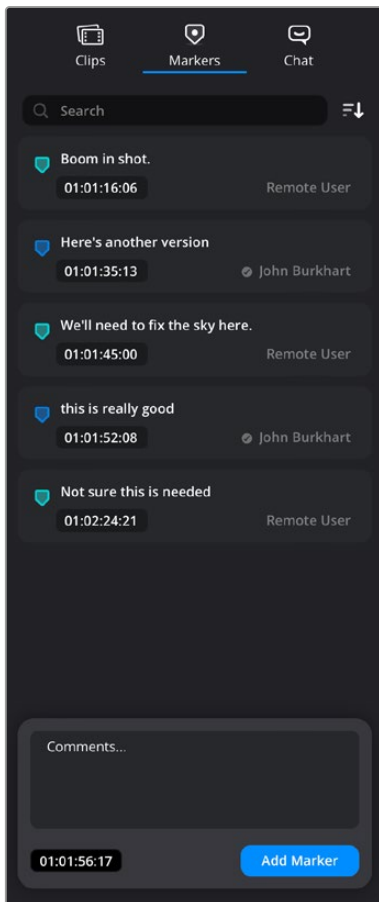 Clips Markers Chat
Search
Boom in shot.
01:01:16:06 Remote User
Here's another version
01:01:35:13 John Burkhart
We'll need to fix the sky here.
01:01:45:00 Remote User
this is really good
01:01:52:08 John Burkhart
Not sure this is needed
01:02:24:21 Remote User
Comments...
01:01:56:17 Add Marker